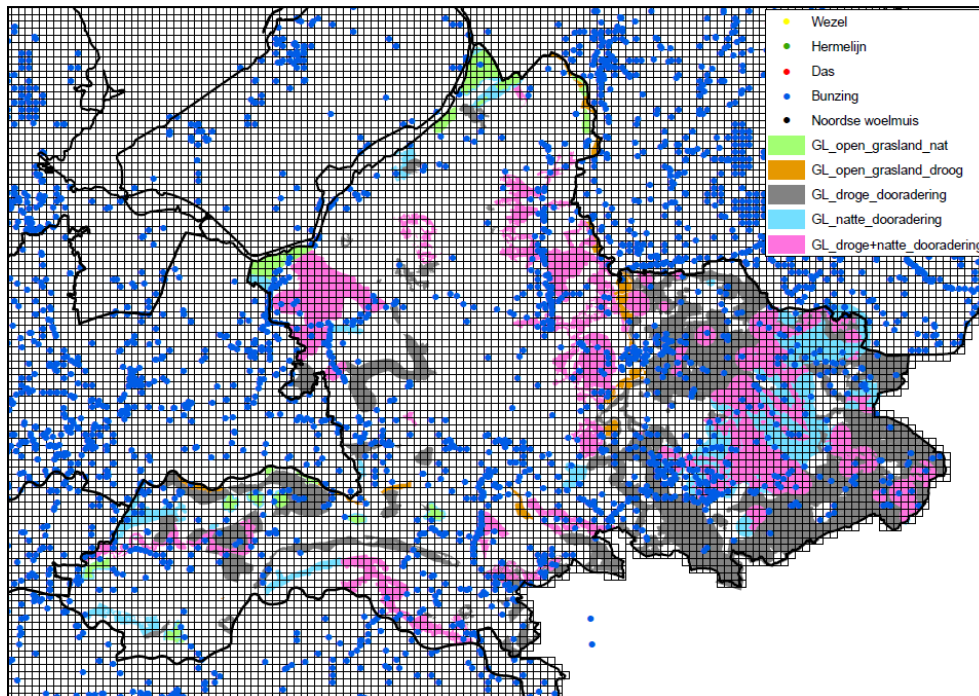 Wezel
Hermelijn
Das
Bunzing
Noordse woelmuis
GL_open_grasland_nat
GL_open_grasland_droog
GL_droge_dooradering
GL_natte_dooradering
GL_droge+natte_dooradering